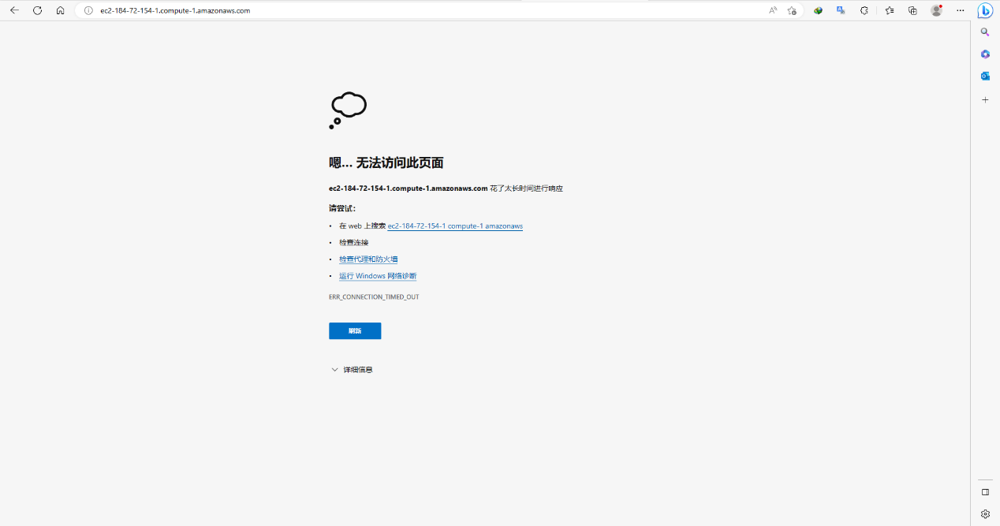 ec2-184-72-154-1.compute-1.amazonaws.com
嗯… 无法访问此页面
ec2-184-72-154-1.compute-1.amazonaws.com 花了太长时间进行响应
请尝试：
• 在 web 上搜索 ec2-184-72-154-1 compute-1 amazonaws
• 检查连接
• 检查代理和防火墙
• 运行 Windows 网络诊断
ERR_CONNECTION_TIMED_OUT
刷新
详细信息